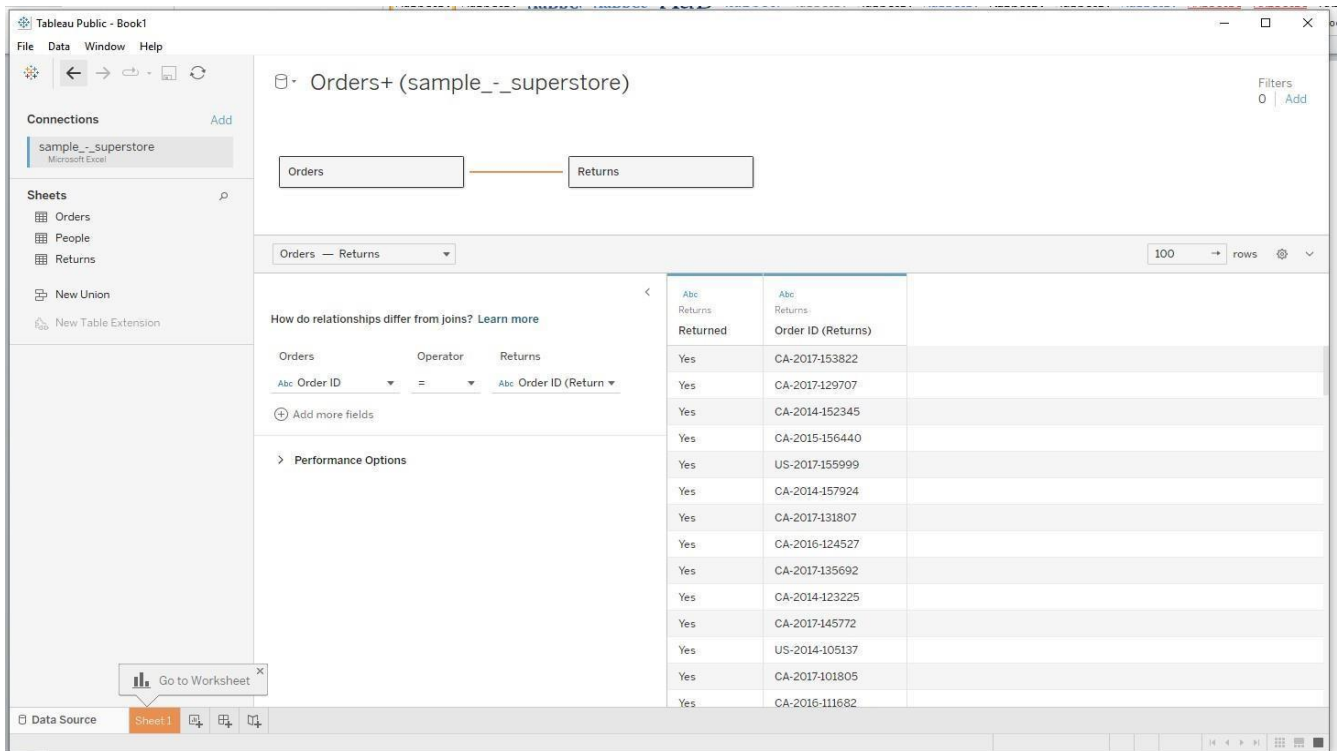 Tableau Public - Book1
File Data Window Help
Orders+ (sample_-_superstore)
Filters
0 Add
Connections Add
sample_-_superstore
Microsoft Excel
Orders
Returns
Sheets
Orders
People
Returns
New Union
New Table Extension
Orders — Returns
100 → rows
How do relationships differ from joins? Learn more
Orders Operator Returns
Abc Order ID = Abc Order ID (Return
Add more fields
Performance Options
Abc Abc
Returns Returns
Returned Order ID (Returns)
Yes CA-2017-153822
Yes CA-2017-129707
Yes CA-2014-152345
Yes CA-2015-156440
Yes US-2017-155999
Yes CA-2014-157924
Yes CA-2017-131807
Yes CA-2016-124527
Yes CA-2017-135692
Yes CA-2014-123225
Yes CA-2017-145772
Yes US-2014-105137
Yes CA-2017-101805
Yes CA-2016-111682
Go to Worksheet
Data Source Sheet 1